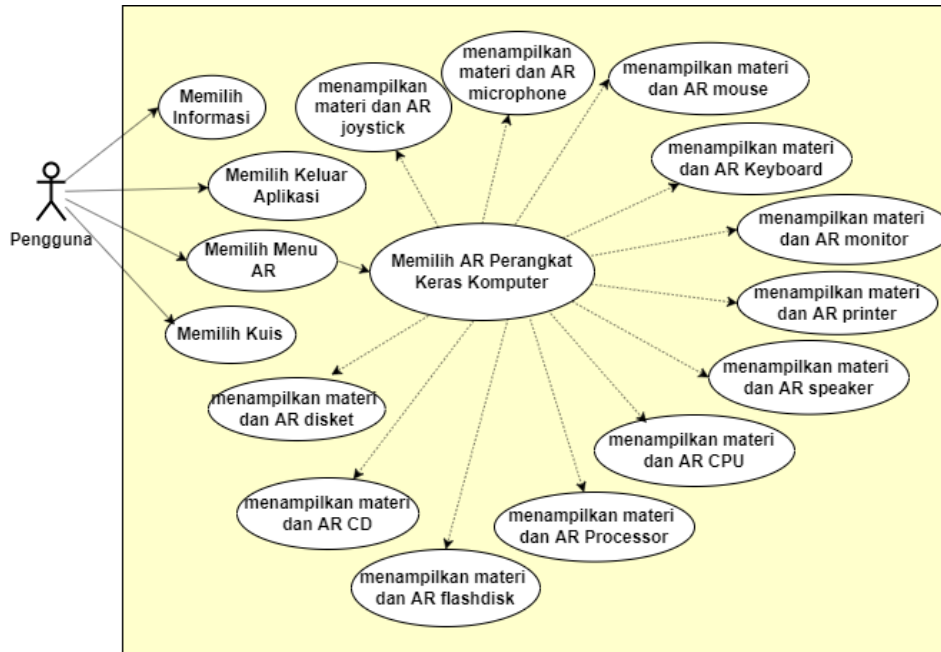 menampilkan
materi dan AR
microphone
menampilkan
materi dan AR
joystick
menampilkan materi
dan AR mouse
Memilih
Informasi
menampilkan materi
dan AR Keyboard
Memilih Keluar
Aplikasi
Pengguna
menampilkan materi
dan AR monitor
Memilih Menu
AR
Memilih AR Perangkat
Keras Komputer
menampilkan materi
dan AR printer
Memilih Kuis
menampilkan materi
dan AR speaker
menampilkan materi
dan AR disket
menampilkan materi
dan AR CPU
menampilkan materi
dan AR CD
menampilkan materi
dan AR Processor
menampilkan materi
dan AR flashdisk